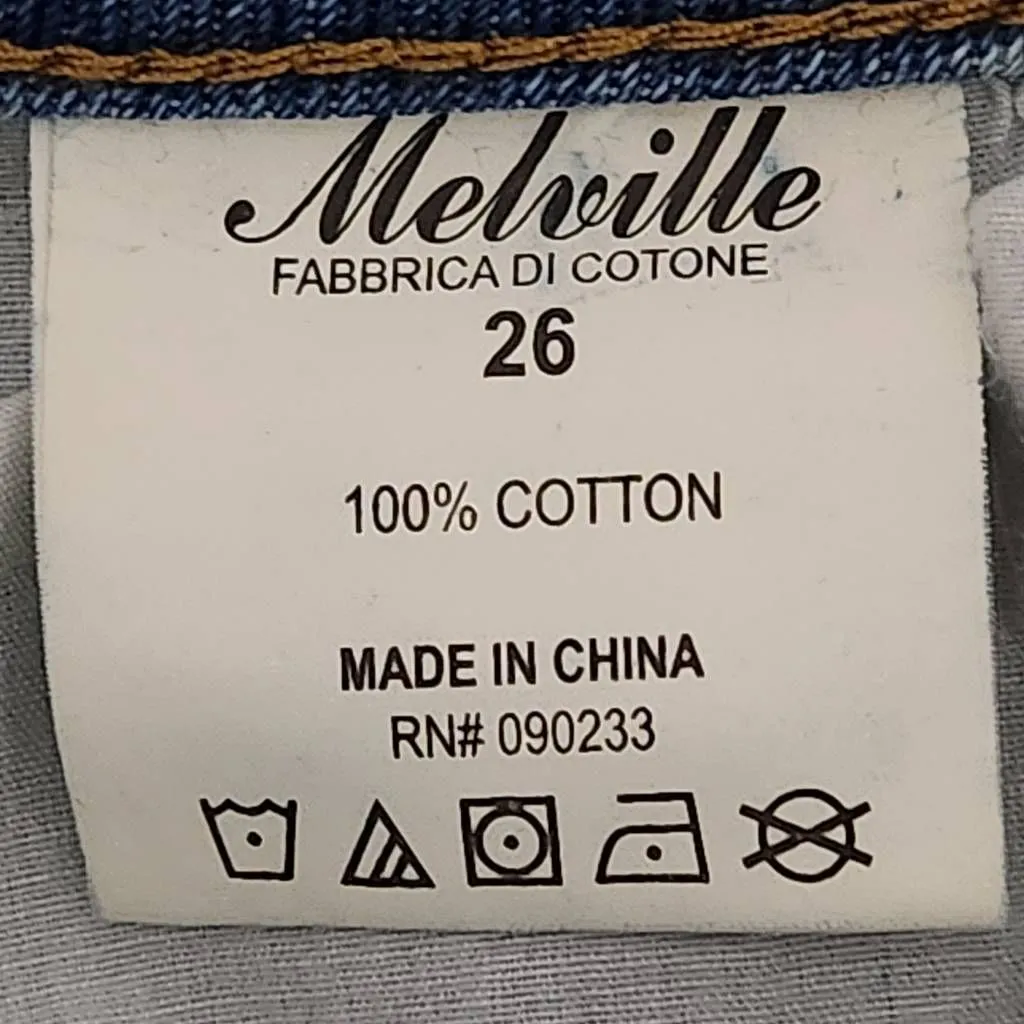 Melville
FABBRICA DI COTONE
26
100% COTTON
MADE IN CHINA
RN# 090233